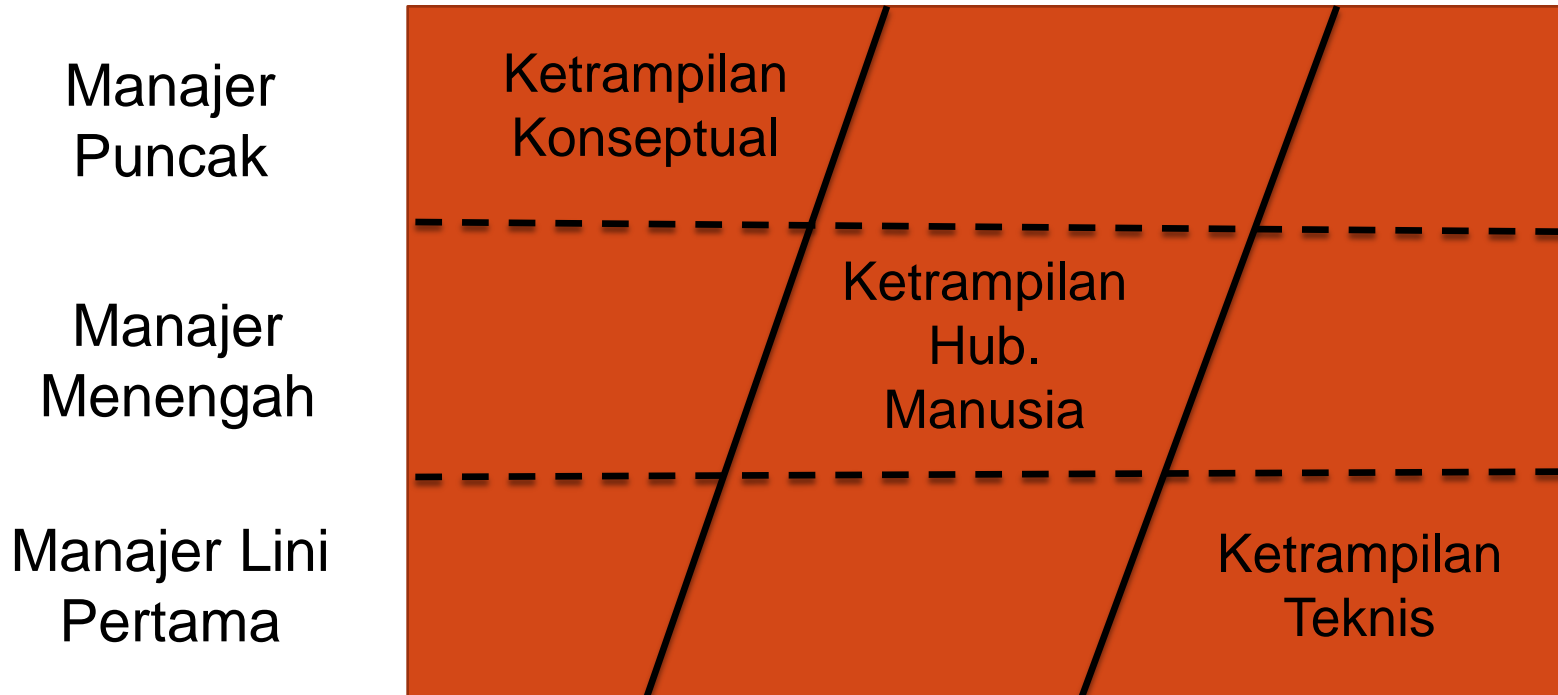 Manajer
Puncak
Ketrampilan
Konseptual
Manajer
Menengah
Ketrampilan
Hub.
Manusia
Manajer Lini
Pertama
Ketrampilan
Teknis